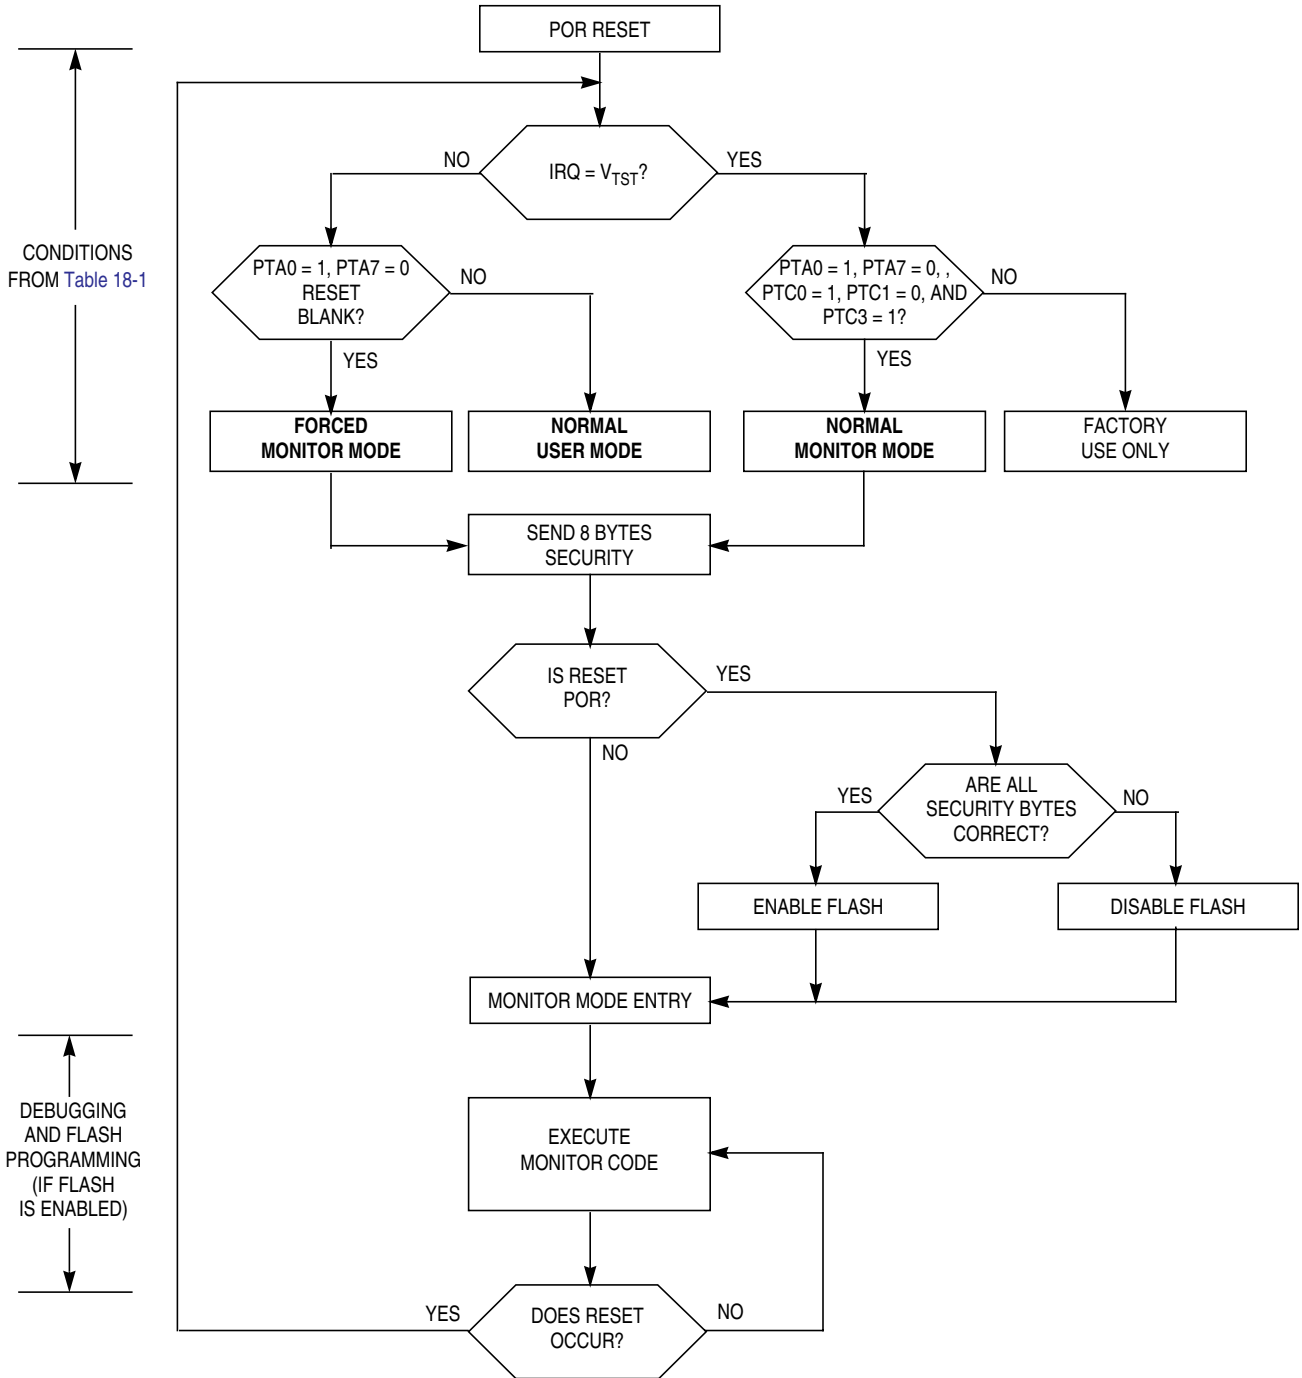 POR RESET
NO
IRQ = VTST?
YES
CONDITIONS
FROM Table 18-1
PTA0 = 1, PTA7 = 0
RESET
BLANK?
NO
YES
PTA0 = 1, PTA7 = 0, ,
PTC0 = 1, PTC1 = 0, AND
PTC3 = 1?
NO
YES
FORCED
MONITOR MODE
NORMAL
USER MODE
NORMAL
MONITOR MODE
FACTORY
USE ONLY
SEND 8 BYTES
SECURITY
IS RESET
POR?
YES
NO
YES
ARE ALL
SECURITY BYTES
CORRECT?
NO
ENABLE FLASH
DISABLE FLASH
MONITOR MODE ENTRY
DEBUGGING
AND FLASH
PROGRAMMING
(IF FLASH
IS ENABLED)
EXECUTE
MONITOR CODE
YES
DOES RESET
OCCUR?
NO